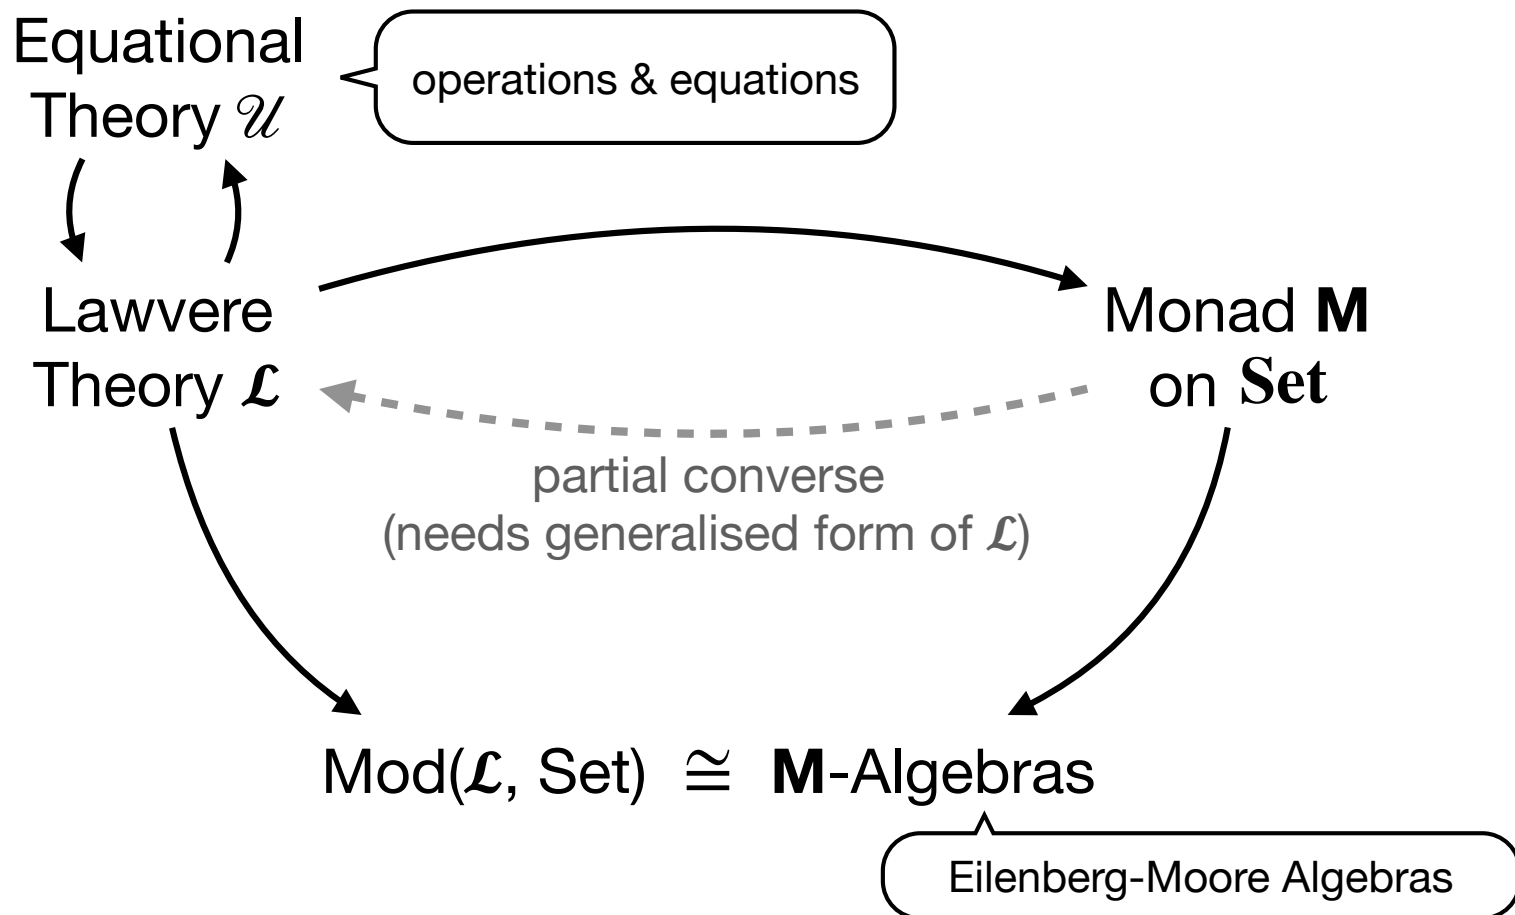 Equational
Theory 𝒰
operations & equations
Lawvere
Theory 𝓛
Monad M
on Set
partial converse
(needs generalised form of 𝓛)
Mod(𝓛, Set) ≅ M-Algebras
Eilenberg-Moore Algebras